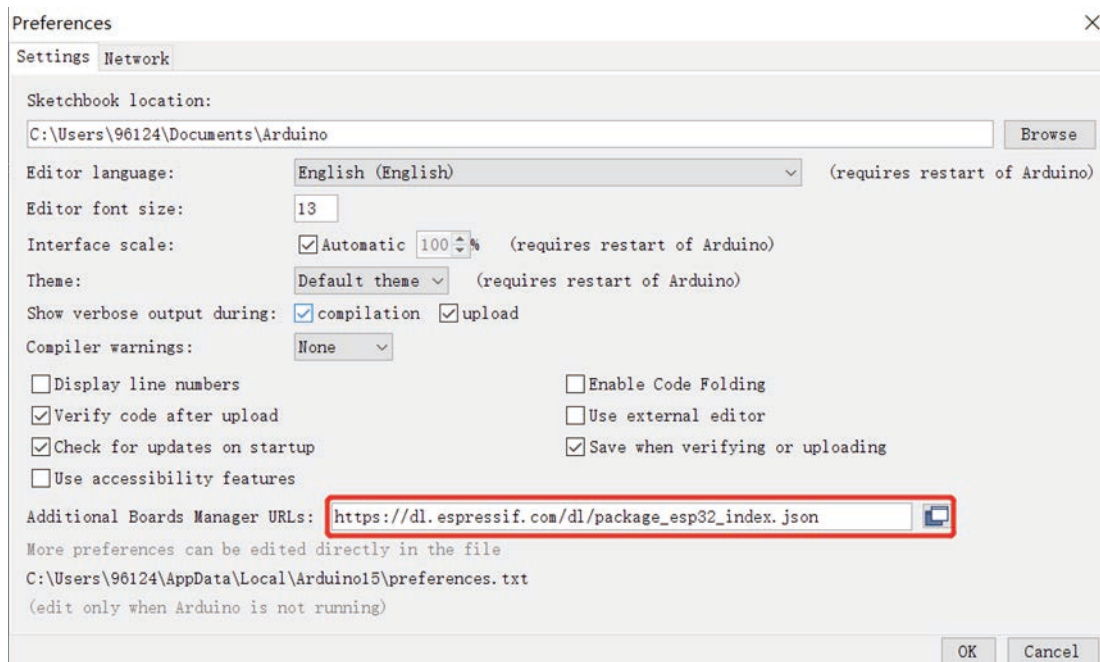 Preferences
Settings Network
Sketchbook location:
C:\Users\96124\Documents\Arduino Browse
Editor language: English (English) (requires restart of Arduino)
Editor font size: 13
Interface scale: Automatic 100 % (requires restart of Arduino)
Theme: Default theme (requires restart of Arduino)
Show verbose output during: compilation upload
Compiler warnings: None
Display line numbers Enable Code Folding
Verify code after upload Use external editor
Check for updates on startup Save when verifying or uploading
Use accessibility features
Additional Boards Manager URLs: https://dl.espressif.com/dl/package_esp32_index.json
More preferences can be edited directly in the file
C:\Users\96124\AppData\Local\Arduino15\preferences.txt
(edit only when Arduino is not running)
OK Cancel